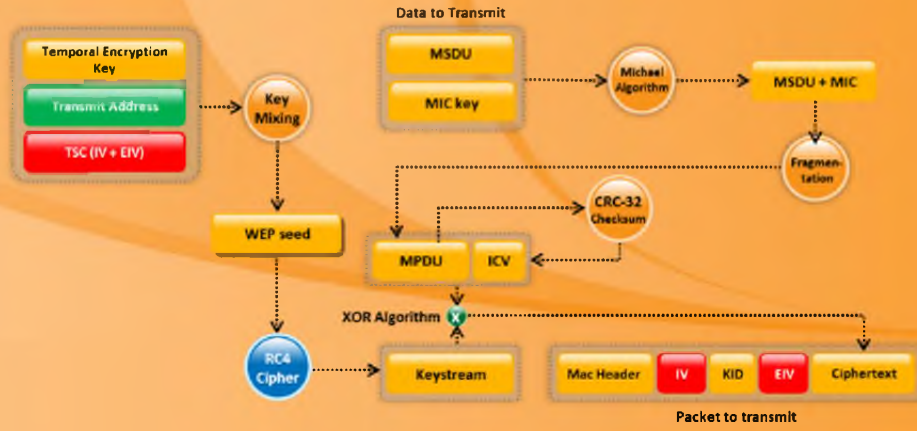 Data to Transmit
Temporal Encryption
Key
Transmit Address
TSC (IV + EIV)
Key
Mixing
MSDU
MIC key
Michael
Algorithm
MSDU + MIC
Fragmen-
tation
CRC-32
Checksum
WEP seed
MPDU
ICV
XOR Algorithm
X
RC4
Cipher
Keystream
Mac Header
IV
KID
EIV
Ciphertext
Packet to transmit